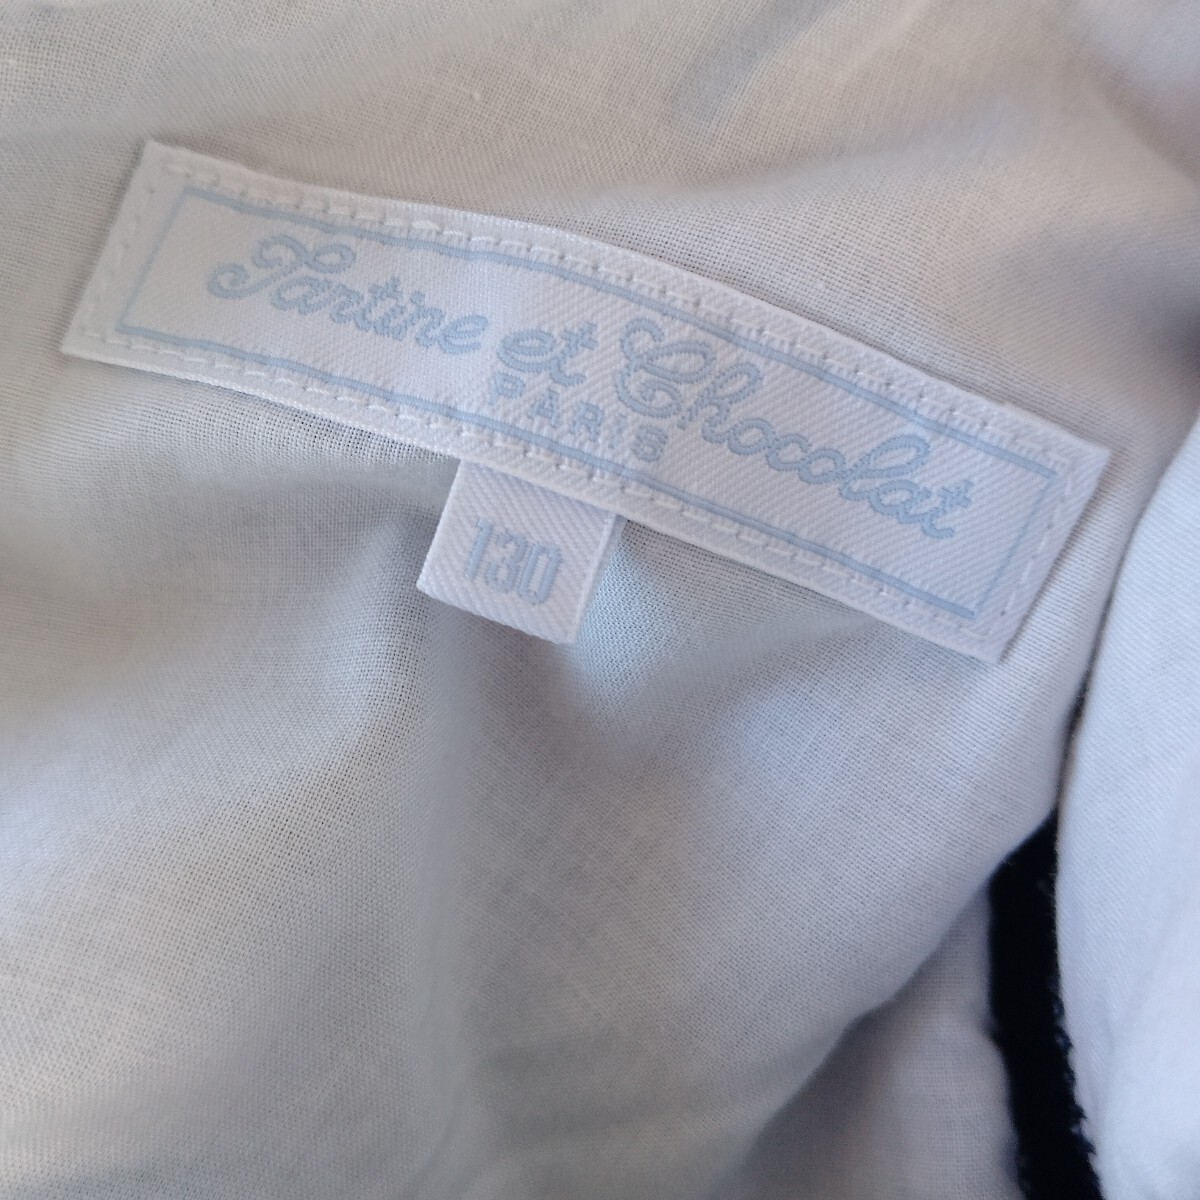 Tartine et Chocolat
PARIS
130